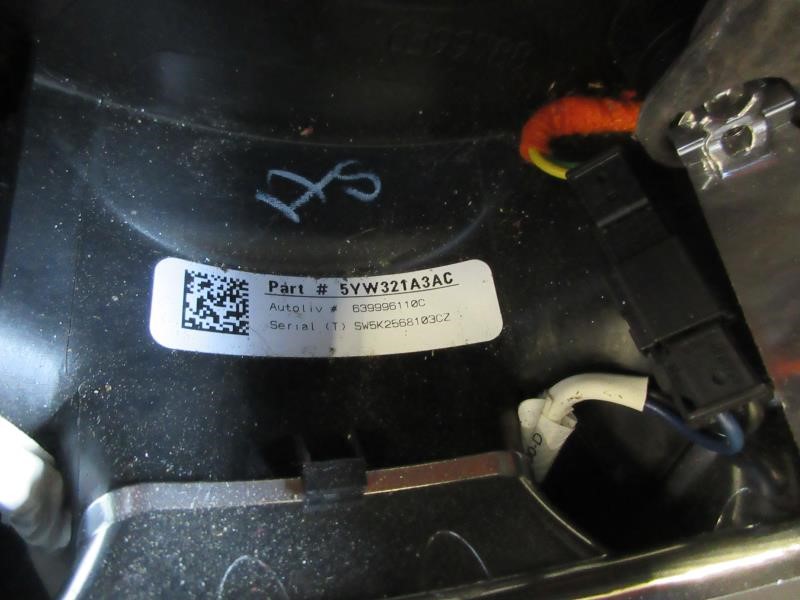 Part # 5YW321A3AC
Autoliv # 639996110C
Serial (T) SW5K2568103CZ